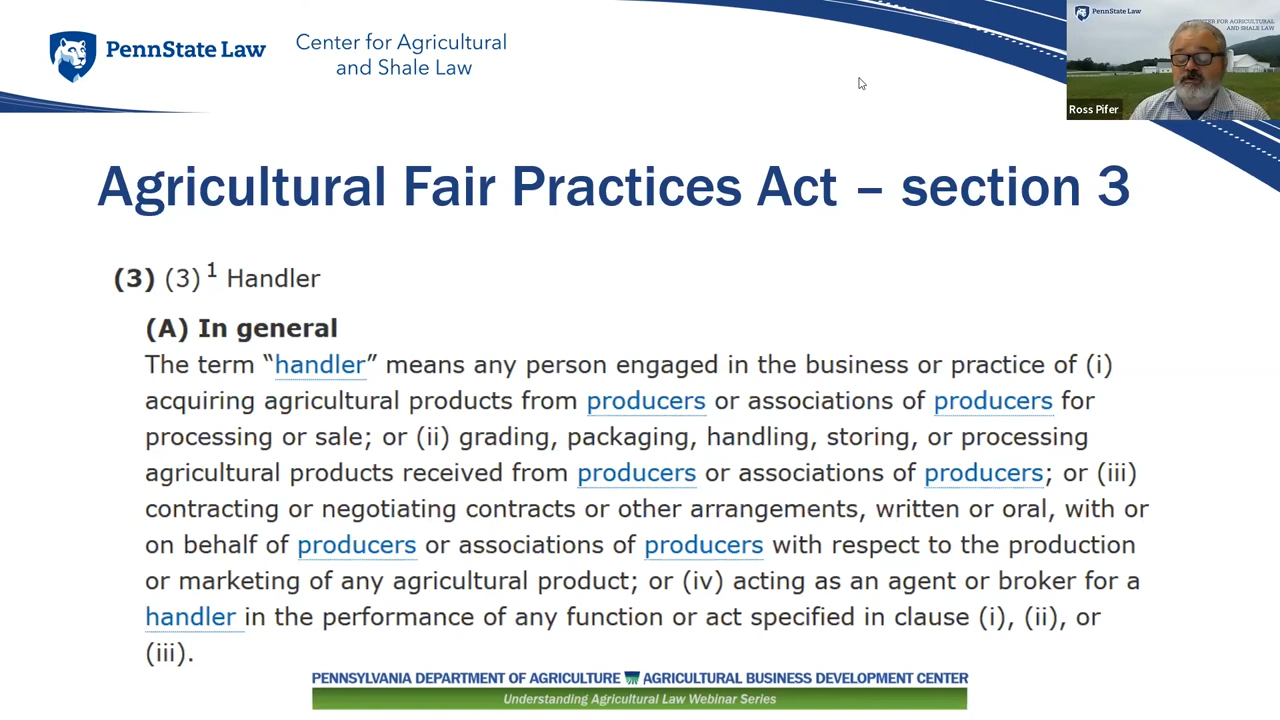 PennState Law
Center for Agricultural
and Shale Law
PennState Law
CENTER FOR AGRICULTURAL
AND SHALE LAW
Ross Pifer
Agricultural Fair Practices Act – section 3
(3) (3)1 Handler
(A) In general
The term “handler” means any person engaged in the business or practice of (i)
acquiring agricultural products from producers or associations of producers for
processing or sale; or (ii) grading, packaging, handling, storing, or processing
agricultural products received from producers or associations of producers; or (iii)
contracting or negotiating contracts or other arrangements, written or oral, with or
on behalf of producers or associations of producers with respect to the production
or marketing of any agricultural product; or (iv) acting as an agent or broker for a
handler in the performance of any function or act specified in clause (i), (ii), or
(iii).
PENNSYLVANIA DEPARTMENT OF AGRICULTURE AGRICULTURAL BUSINESS DEVELOPMENT CENTER
Understanding Agricultural Law Webinar Series